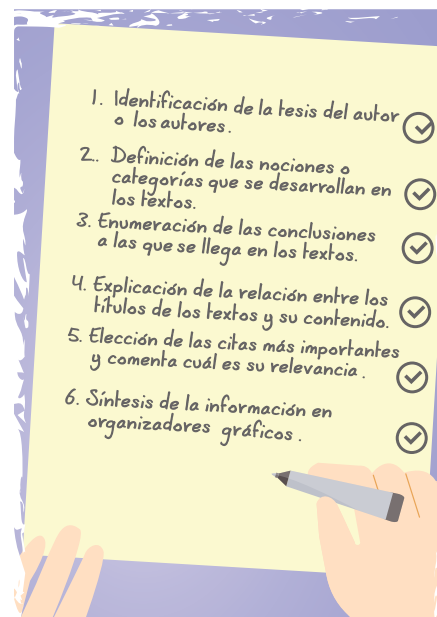 1. Identificación de la tesis del autor
o los autores.
2.. Definición de las nociones o
categorías que se desarrollan en
los textos.
3. Enumeración de las conclusiones
a las que se llega en los textos.
4. Explicación de la relación entre los
títulos de los textos y su contenido.
5. Elección de las citas más importantes
y comenta cuál es su relevancia.
6. Síntesis de la información en
organizadores gráficos.